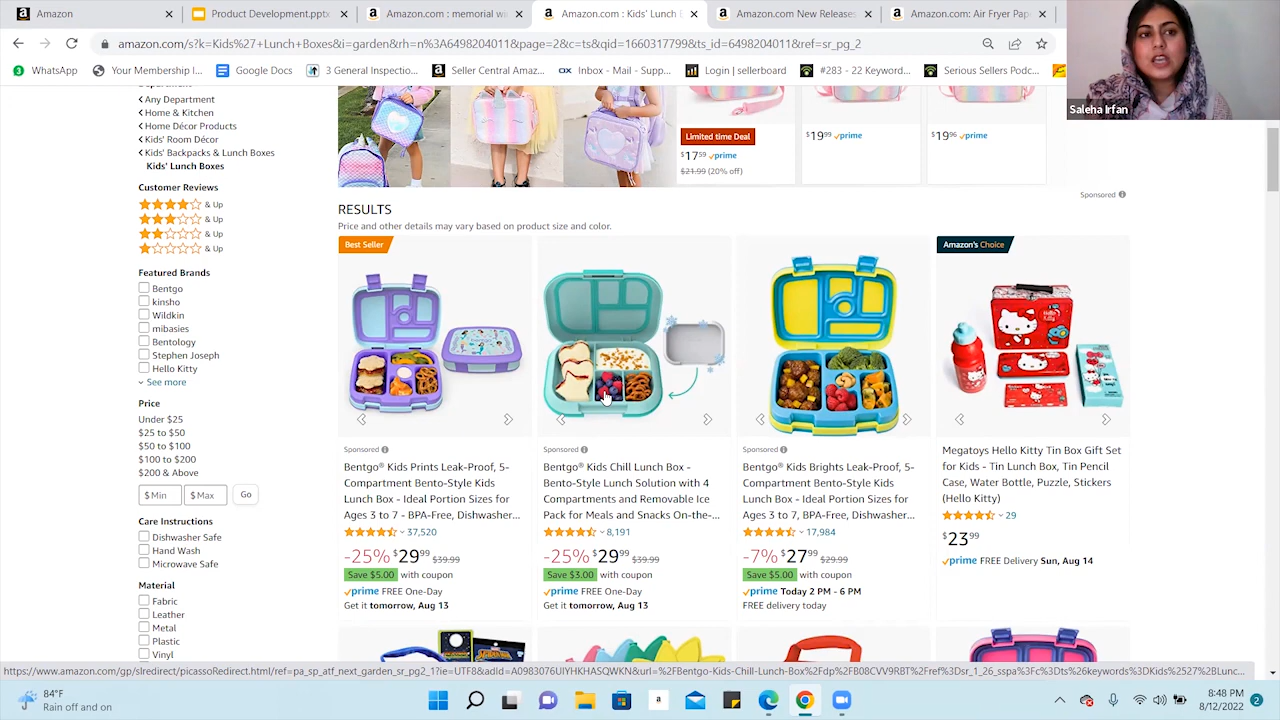 Amazon
Product Development.pptx
Amazon.com : memorial wi
Amazon.com : Kids' Lunch
Amazon.com New Releases
Amazon.com: Air Fryer Pap
amazon.com/s?k=Kids%27+Lunch+Boxes&i=garden&rh=n%3A6498204011&page=2&c=ts&qid=1660317799&ts_id=6498204011&ref=sr_pg_2
WhatsApp
Your Membership I...
Google Docs
3 General Inspectio...
Seller Central Amaz...
Inbox - Mail - Supp...
Login | sellerboard
#283 - 22 Keyword...
Serious Sellers Podc...
Saleha Irfan
Any Department
Home & Kitchen
Home Décor Products
Kids' Room Décor
Kids' Backpacks & Lunch Boxes
Kids' Lunch Boxes
Customer Reviews
& Up
& Up
& Up
& Up
Featured Brands
Bentgo
kinsho
Wildkin
mibasies
Bentology
Stephen Joseph
Hello Kitty
See more
Price
Under $25
$25 to $50
$50 to $100
$100 to $200
$200 & Above
$ Min
$ Max
Go
Care Instructions
Dishwasher Safe
Hand Wash
Microwave Safe
Material
Fabric
Leather
Metal
Plastic
Vinyl
Limited time Deal
$17 59 prime
$21.99 (20% off)
$19 99 prime
$19 96 prime
Sponsored
RESULTS
Price and other details may vary based on product size and color.
Best Seller
Sponsored
Bentgo® Kids Prints Leak-Proof, 5-
Compartment Bento-Style Kids
Lunch Box - Ideal Portion Sizes for
Ages 3 to 7 - BPA-Free, Dishwasher...
37,520
-25% $29 99 $39.99
Save $5.00 with coupon
prime FREE One-Day
Get it tomorrow, Aug 13
Sponsored
Bentgo® Kids Chill Lunch Box -
Bento-Style Lunch Solution with 4
Compartments and Removable Ice
Pack for Meals and Snacks On-the-...
8,191
-25% $29 99 $39.99
Save $3.00 with coupon
prime FREE One-Day
Get it tomorrow, Aug 13
Sponsored
Bentgo® Kids Brights Leak-Proof, 5-
Compartment Bento-Style Kids
Lunch Box - Ideal Portion Sizes for
Ages 3 to 7, BPA-Free, Dishwasher...
17,984
-7% $27 99 $29.99
Save $5.00 with coupon
prime Today 2 PM - 6 PM
FREE delivery today
Amazon's Choice
Megatoys Hello Kitty Tin Box Gift Set
for Kids - Tin Lunch Box, Tin Pencil
Case, Water Bottle, Puzzle, Stickers
(Hello Kitty)
29
$23 99
prime FREE Delivery Sun, Aug 14
84°F
Rain off and on
8:48 PM
8/12/2022
2